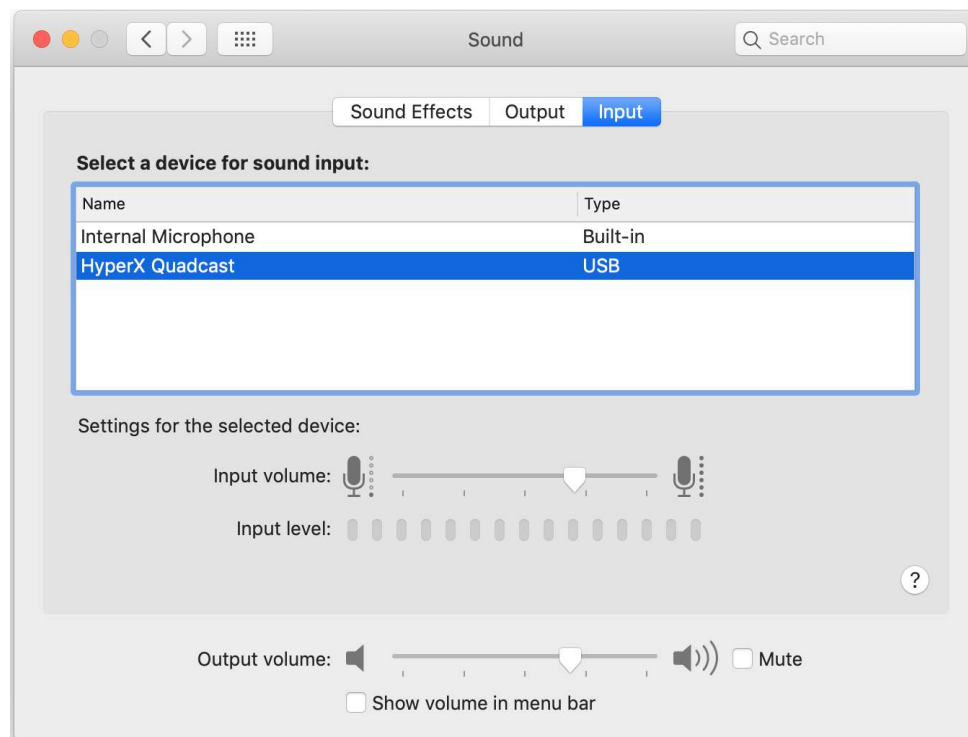 Sound
Search
Sound Effects Output Input
Select a device for sound input:
Name Type
Internal Microphone Built-in
HyperX Quadcast USB
Settings for the selected device:
Input volume:
Input level:
?
Output volume: Mute
Show volume in menu bar